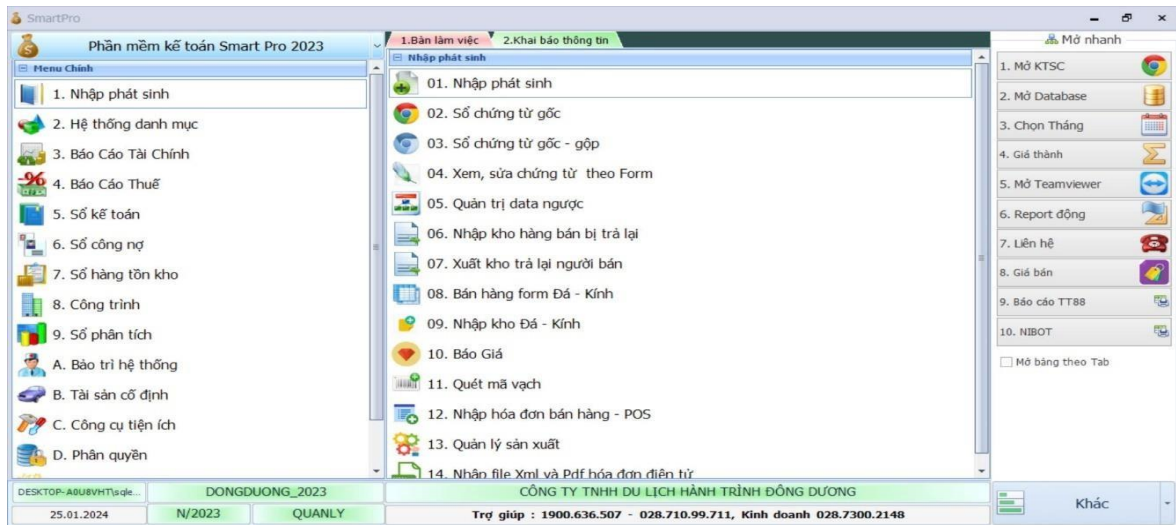 SmartPro
Phần mềm kế toán Smart Pro 2023
Menu Chính
1. Nhập phát sinh
2. Hệ thống danh mục
3. Báo Cáo Tài Chính
4. Báo Cáo Thuế
5. Sổ kế toán
6. Sổ công nợ
7. Sổ hàng tồn kho
8. Công trình
9. Sổ phân tích
A. Bảo trì hệ thống
B. Tài sản cố định
C. Công cụ tiện ích
D. Phân quyền
1.Bàn làm việc
2.Khai báo thông tin
Nhập phát sinh
01. Nhập phát sinh
02. Sổ chứng từ gốc
03. Sổ chứng từ gốc - gộp
04. Xem, sửa chứng từ theo Form
05. Quản trị data ngược
06. Nhập kho hàng bán bị trả lại
07. Xuất kho trả lại người bán
08. Bán hàng form Đá - Kính
09. Nhập kho Đá - Kính
10. Báo Giá
11. Quét mã vạch
12. Nhập hóa đơn bán hàng - POS
13. Quản lý sản xuất
14. Nhập file Xml và Pdf hóa đơn điện tử
Mở nhanh
1. Mở KTSC
2. Mở Database
3. Chọn Tháng
4. Giá thành
5. Mở Teamviewer
6. Report động
7. Liên hệ
8. Giá bán
9. Báo cáo TT88
10. NIBOT
Mở bảng theo Tab
DESKTOP-A0U8VHT\sqle...
DONGDUONG_2023
CÔNG TY TNHH DU LỊCH HÀNH TRÌNH ĐÔNG DƯƠNG
25.01.2024
N/2023
QUANLY
Trợ giúp : 1900.636.507 - 028.710.99.711, Kinh doanh 028.7300.2148
Khác